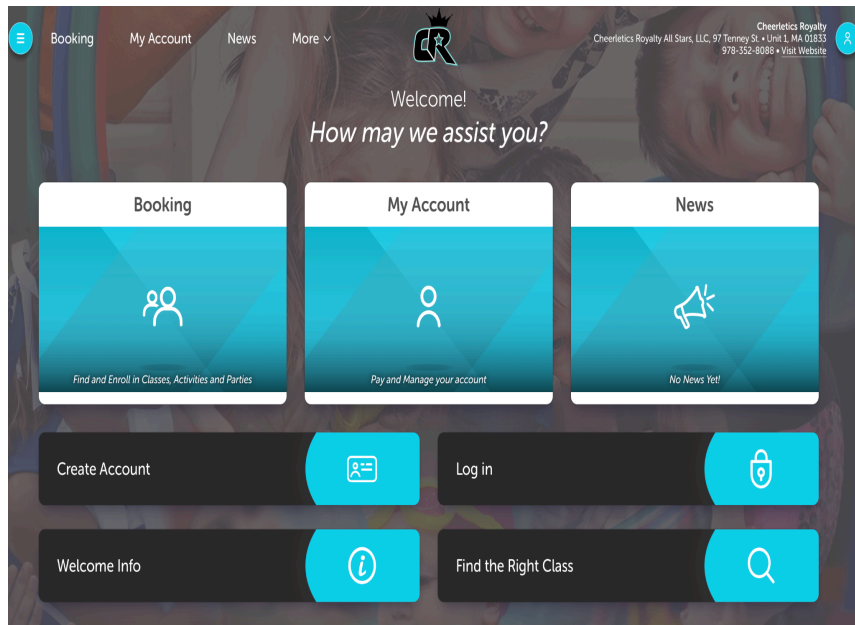 Booking
My Account
News
More
CR
Cheerletics Royalty
Cheerletics Royalty All Stars, LLC, 97 Tenney St. • Unit 1, MA 01833
978-352-8088 • Visit Website
Welcome!
How may we assist you?
Booking
Find and Enroll in Classes, Activities and Parties
My Account
Pay and Manage your account
News
No News Yet!
Create Account
Log in
Welcome Info
i
Find the Right Class